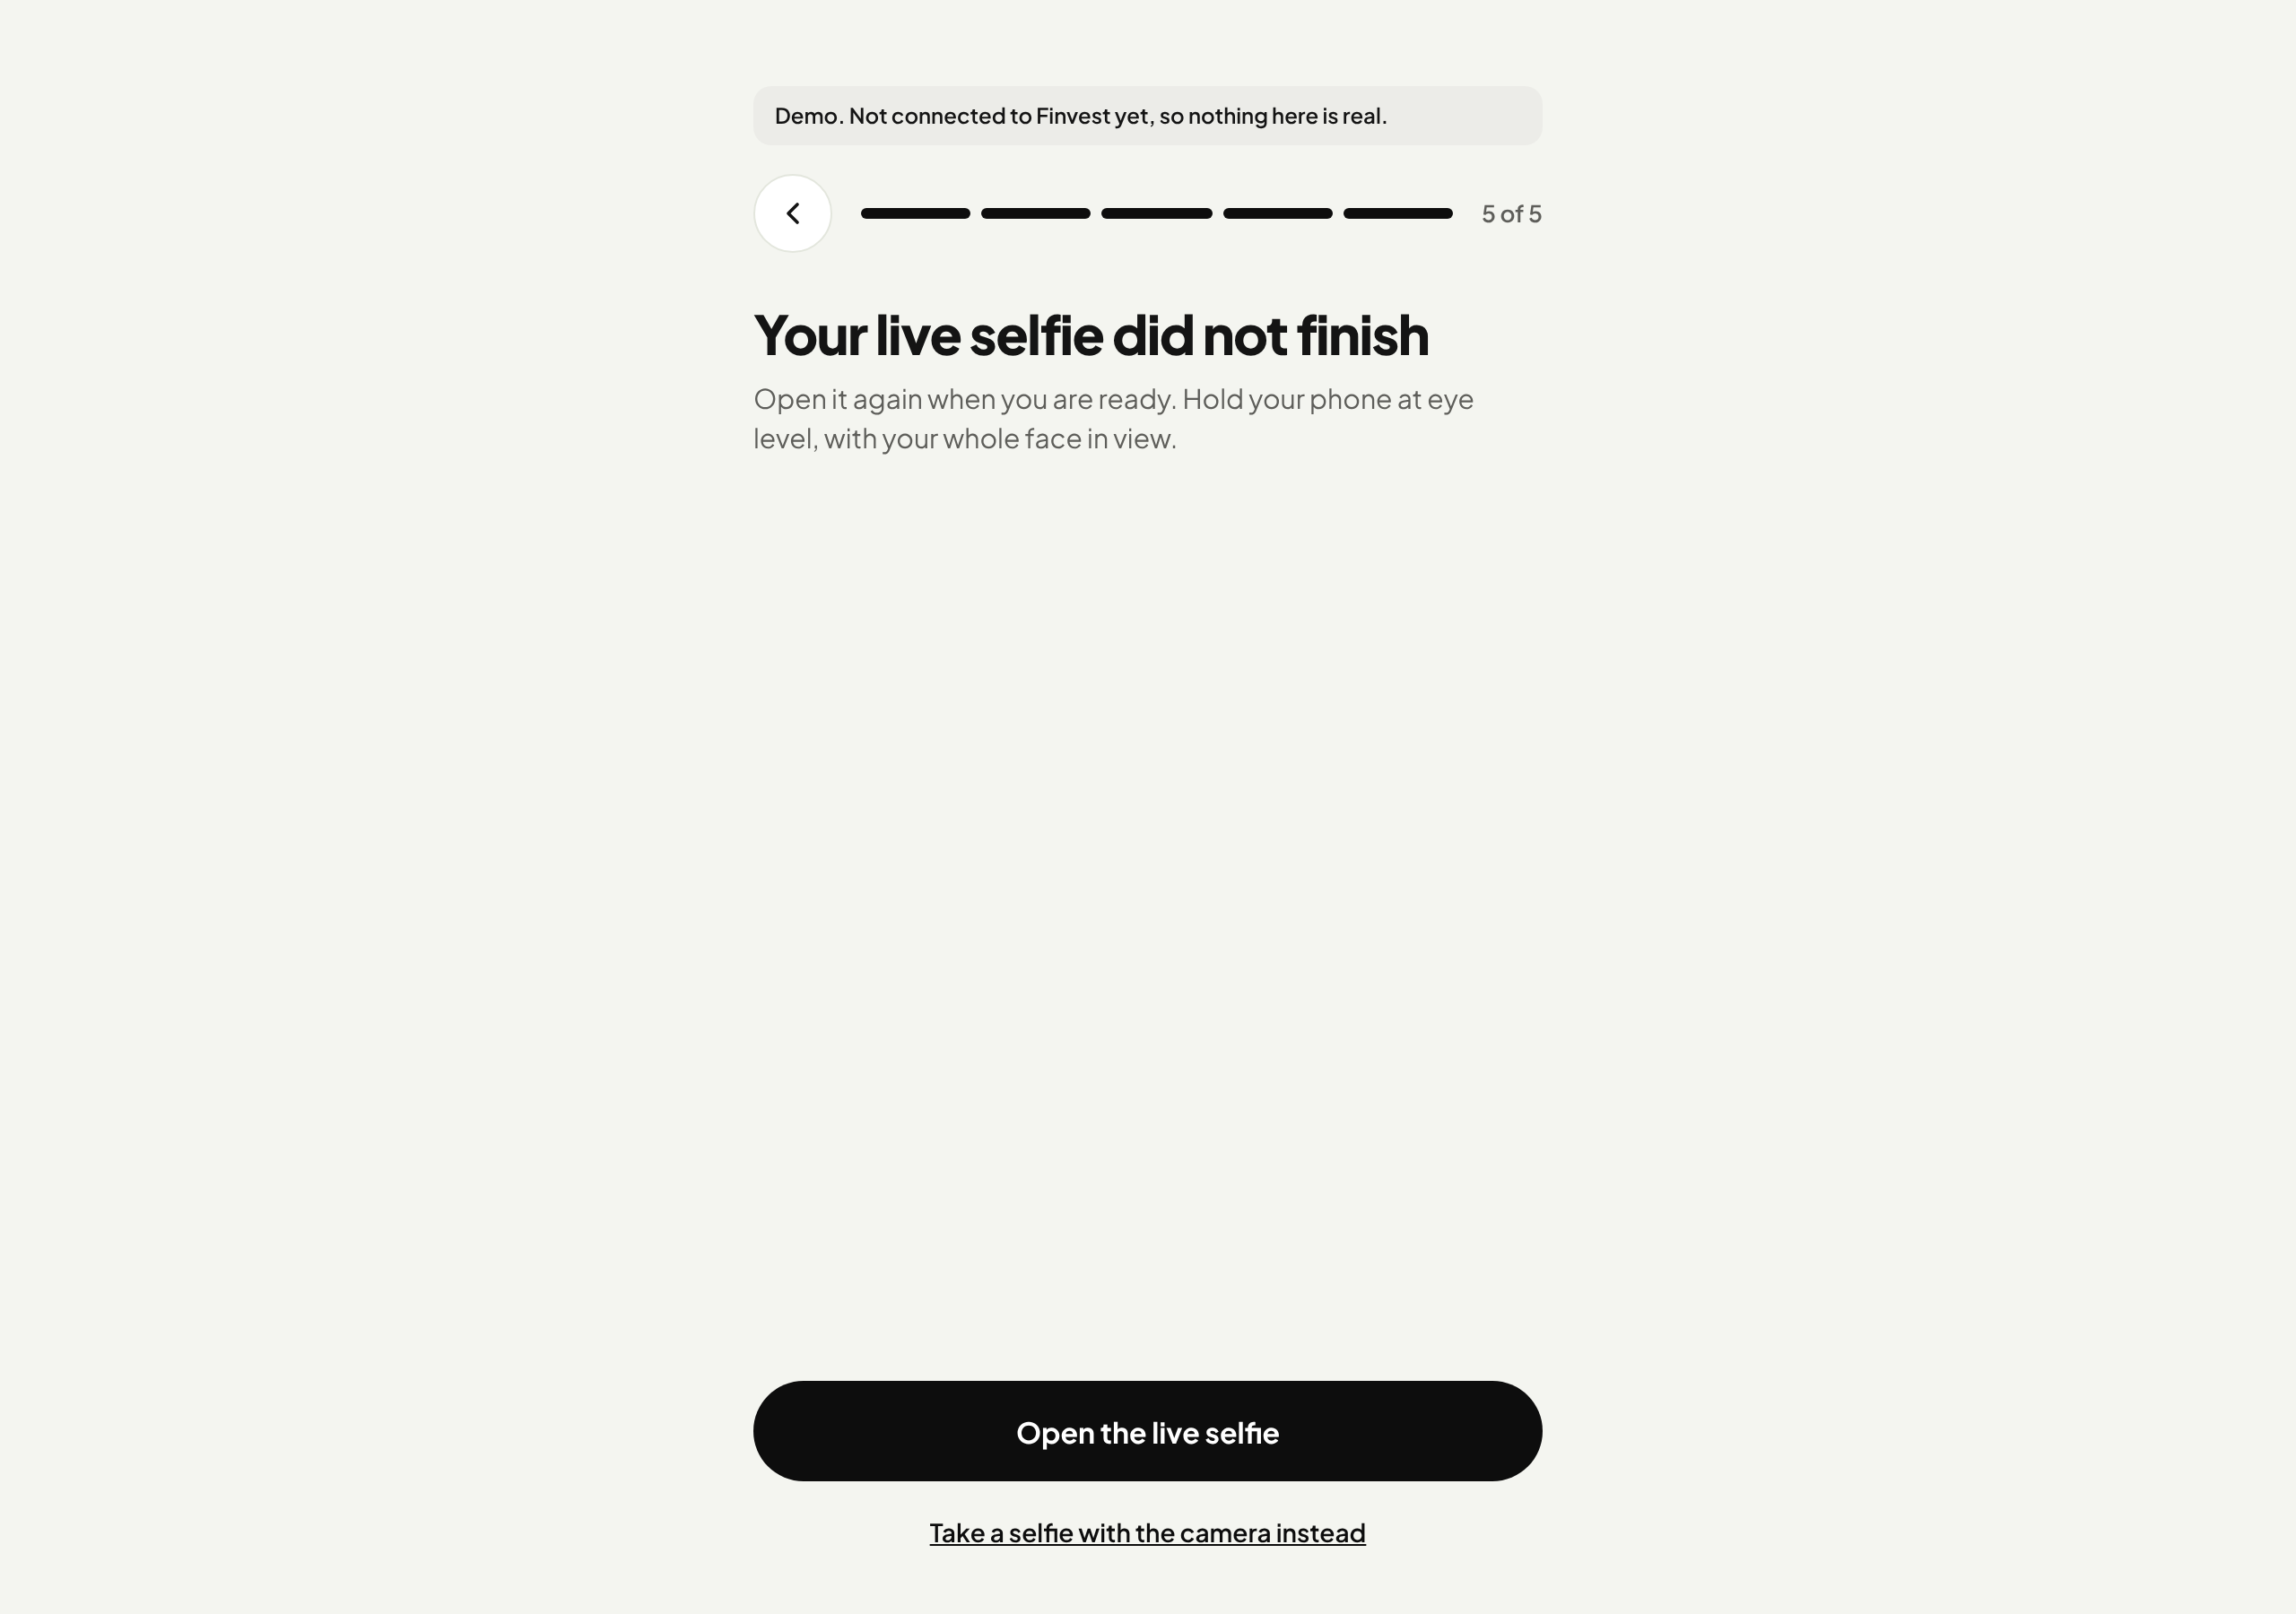 Demo. Not connected to Finvest yet, so nothing here is real.
5 of 5
Your live selfie did not finish
Open it again when you are ready. Hold your phone at eye
level, with your whole face in view.
Open the live selfie
Take a selfie with the camera instead